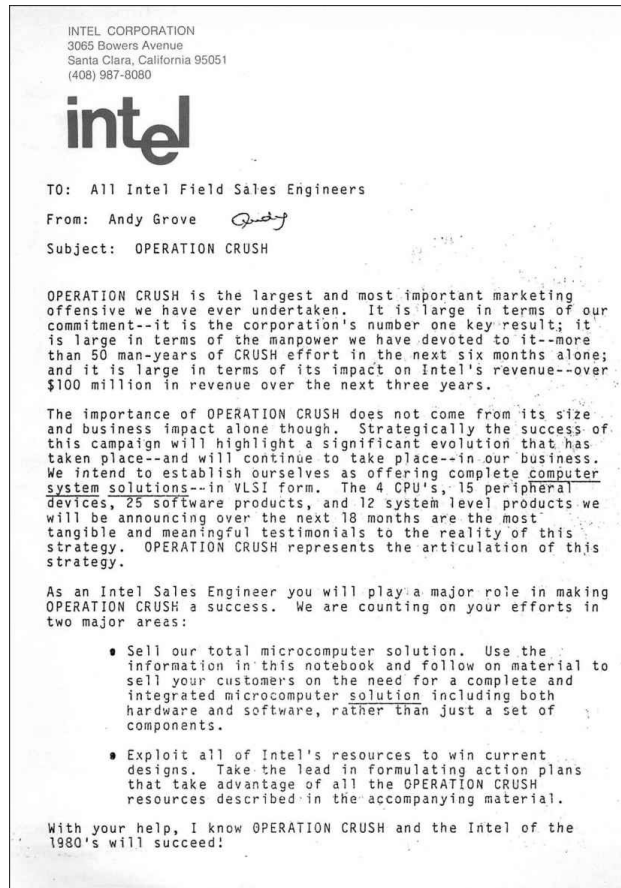 INTEL CORPORATION
3065 Bowers Avenue
Santa Clara, California 95051
(408) 987-8080
intel
TO: All Intel Field Sales Engineers
From: Andy Grove Andy
Subject: OPERATION CRUSH
OPERATION CRUSH is the largest and most important marketing
offensive we have ever undertaken. It is large in terms of our
commitment--it is the corporation's number one key result; it
is large in terms of the manpower we have devoted to it--more
than 50 man-years of CRUSH effort in the next six months alone;
and it is large in terms of its impact on Intel's revenue--over
$100 million in revenue over the next three years.
The importance of OPERATION CRUSH does not come from its size
and business impact alone though. Strategically the success of
this campaign will highlight a significant evolution that has
taken place--and will continue to take place--in our business.
We intend to establish ourselves as offering complete computer
system solutions--in VLSI form. The 4 CPU's, 15 peripheral
devices, 25 software products, and 12 system level products we
will be announcing over the next 18 months are the most
tangible and meaningful testimonials to the reality of this
strategy. OPERATION CRUSH represents the articulation of this
strategy.
As an Intel Sales Engineer you will play a major role in making
OPERATION CRUSH a success. We are counting on your efforts in
two major areas:
• Sell our total microcomputer solution. Use the
information in this notebook and follow on material to
sell your customers on the need for a complete and
integrated microcomputer solution including both
hardware and software, rather than just a set of
components.
• Exploit all of Intel's resources to win current
designs. Take the lead in formulating action plans
that take advantage of all the OPERATION CRUSH
resources described in the accompanying material.
With your help, I know OPERATION CRUSH and the Intel of the
1980's will succeed!